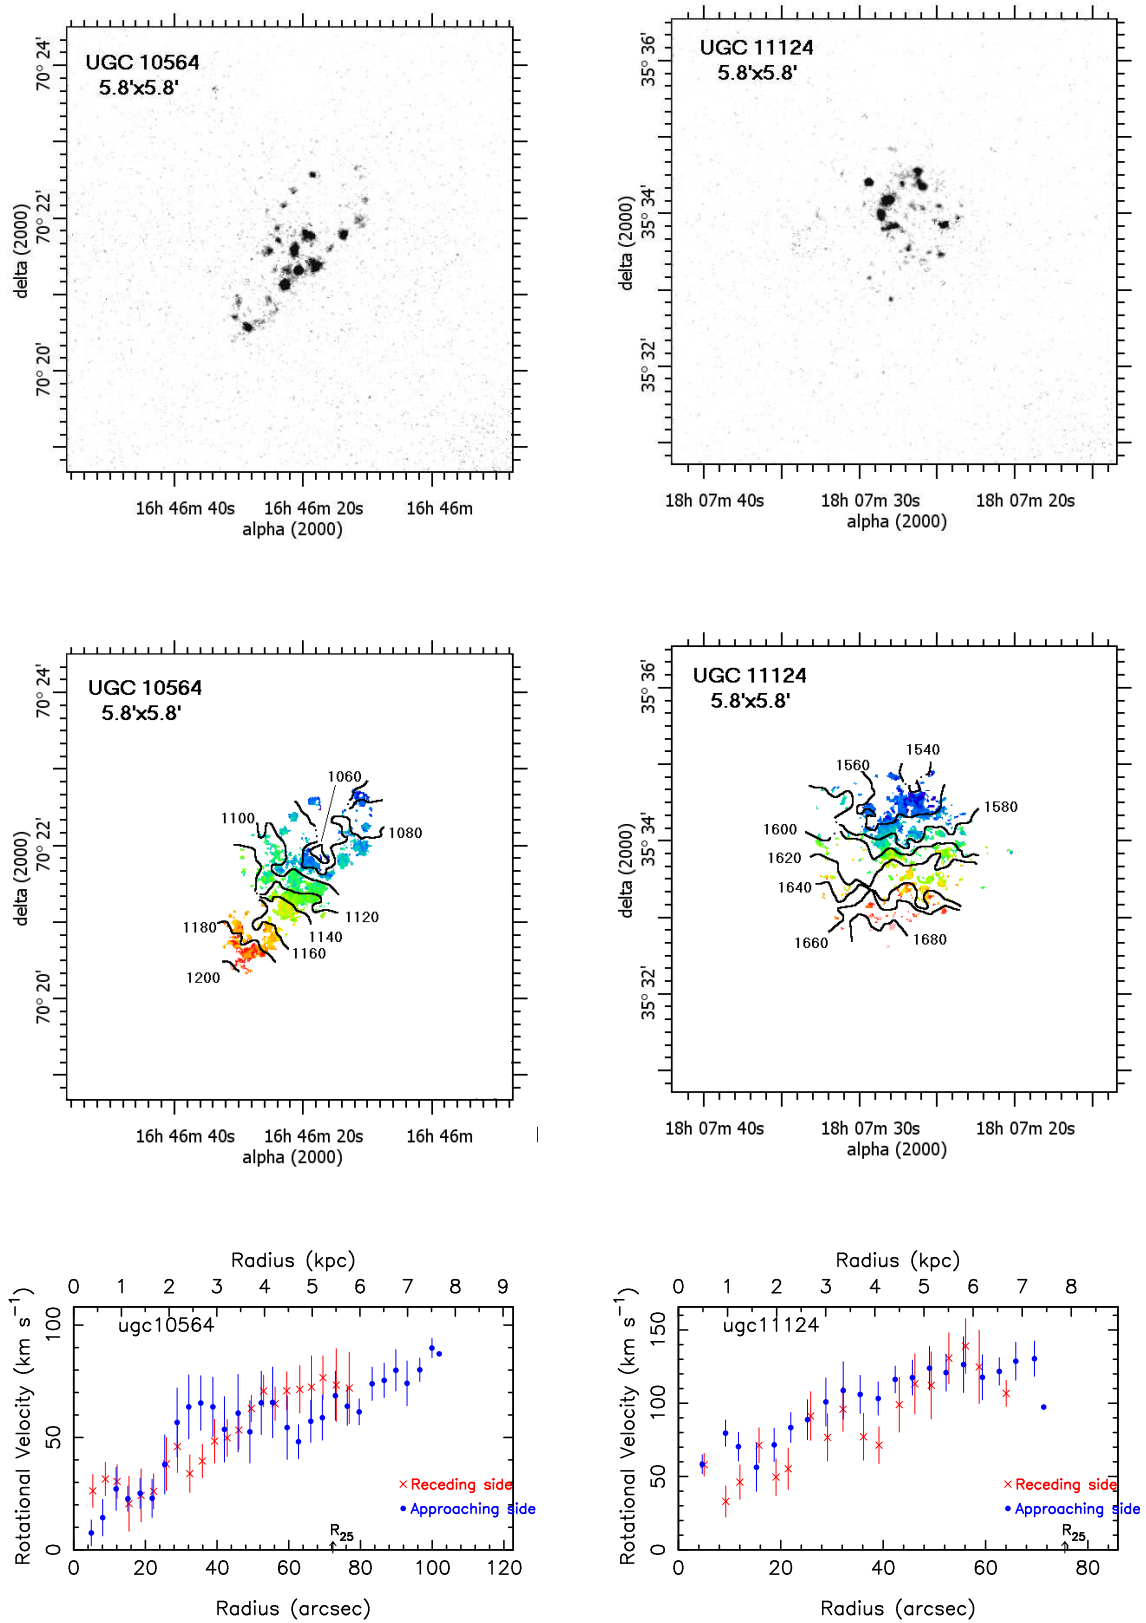 UGC 10564
5.8'x5.8'
70° 24'
70° 22'
70° 20'
delta (2000)
16h 46m 40s 16h 46m 20s 16h 46m
alpha (2000)
UGC 11124
5.8'x5.8'
35° 36'
35° 34'
35° 32'
delta (2000)
18h 07m 40s 18h 07m 30s 18h 07m 20s
alpha (2000)
UGC 10564
5.8'x5.8'
70° 24'
70° 22'
70° 20'
delta (2000)
1060
1100
1080
1120
1180
1140
1160
1200
16h 46m 40s 16h 46m 20s 16h 46m
alpha (2000)
UGC 11124
5.8'x5.8'
35° 36'
35° 34'
35° 32'
delta (2000)
1540
1560
1580
1600
1620
1640
1660
1680
18h 07m 40s 18h 07m 30s 18h 07m 20s
alpha (2000)
Radius (kpc)
0 1 2 3 4 5 6 7 8 9
ugc10564
Rotational Velocity (km s⁻¹)
100
50
0
Receding side
Approaching side
R₂₅
0 20 40 60 80 100 120
Radius (arcsec)
Radius (kpc)
0 1 2 3 4 5 6 7 8
ugc11124
Rotational Velocity (km s⁻¹)
150
100
50
0
Receding side
Approaching side
R₂₅
0 20 40 60 80
Radius (arcsec)